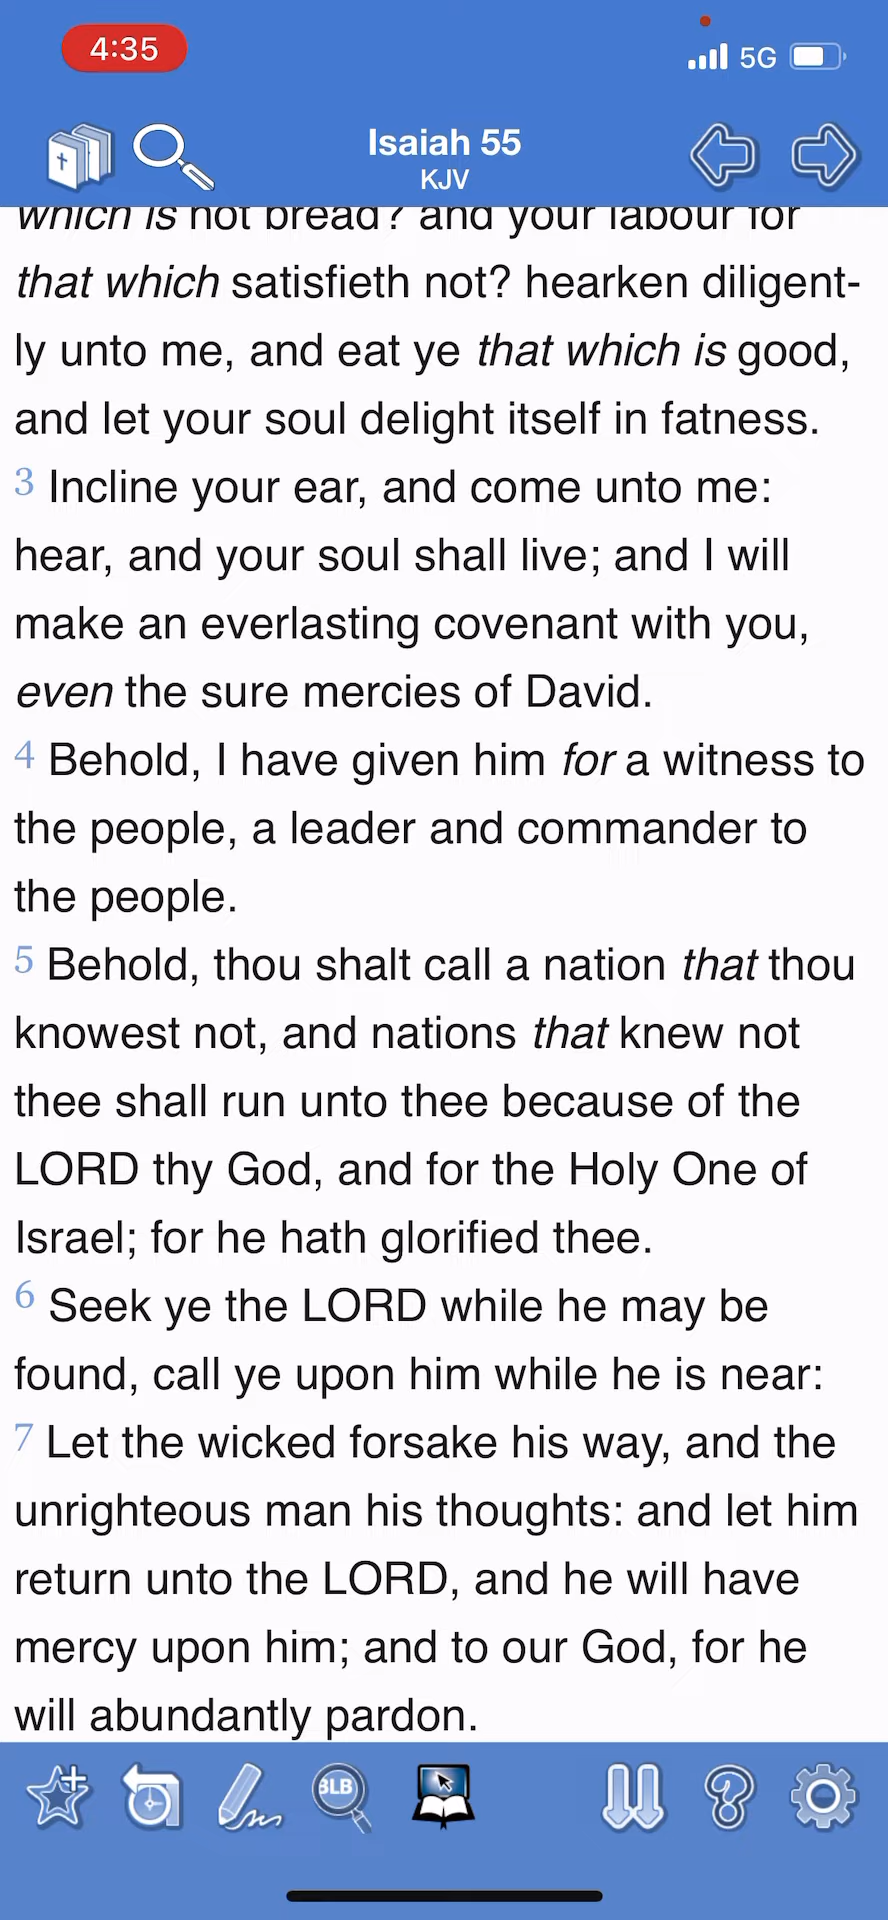 4:35
5G
Isaiah 55
KJV
which is not bread? and your labour for
that which satisfieth not? hearken diligent-
ly unto me, and eat ye that which is good,
and let your soul delight itself in fatness.
3 Incline your ear, and come unto me:
hear, and your soul shall live; and I will
make an everlasting covenant with you,
even the sure mercies of David.
4 Behold, I have given him for a witness to
the people, a leader and commander to
the people.
5 Behold, thou shalt call a nation that thou
knowest not, and nations that knew not
thee shall run unto thee because of the
LORD thy God, and for the Holy One of
Israel; for he hath glorified thee.
6 Seek ye the LORD while he may be
found, call ye upon him while he is near:
7 Let the wicked forsake his way, and the
unrighteous man his thoughts: and let him
return unto the LORD, and he will have
mercy upon him; and to our God, for he
will abundantly pardon.
BLB